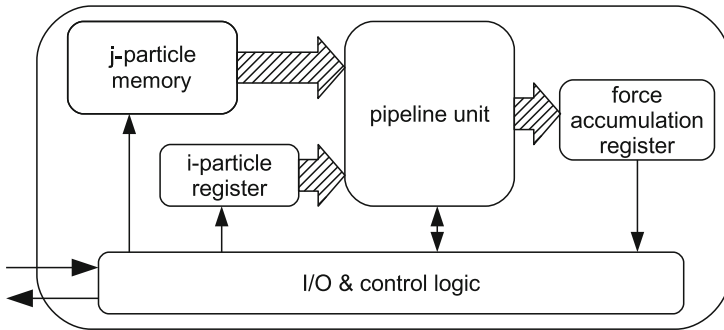 j-particle
memory
pipeline unit
force
accumulation
register
i-particle
register
I/O & control logic